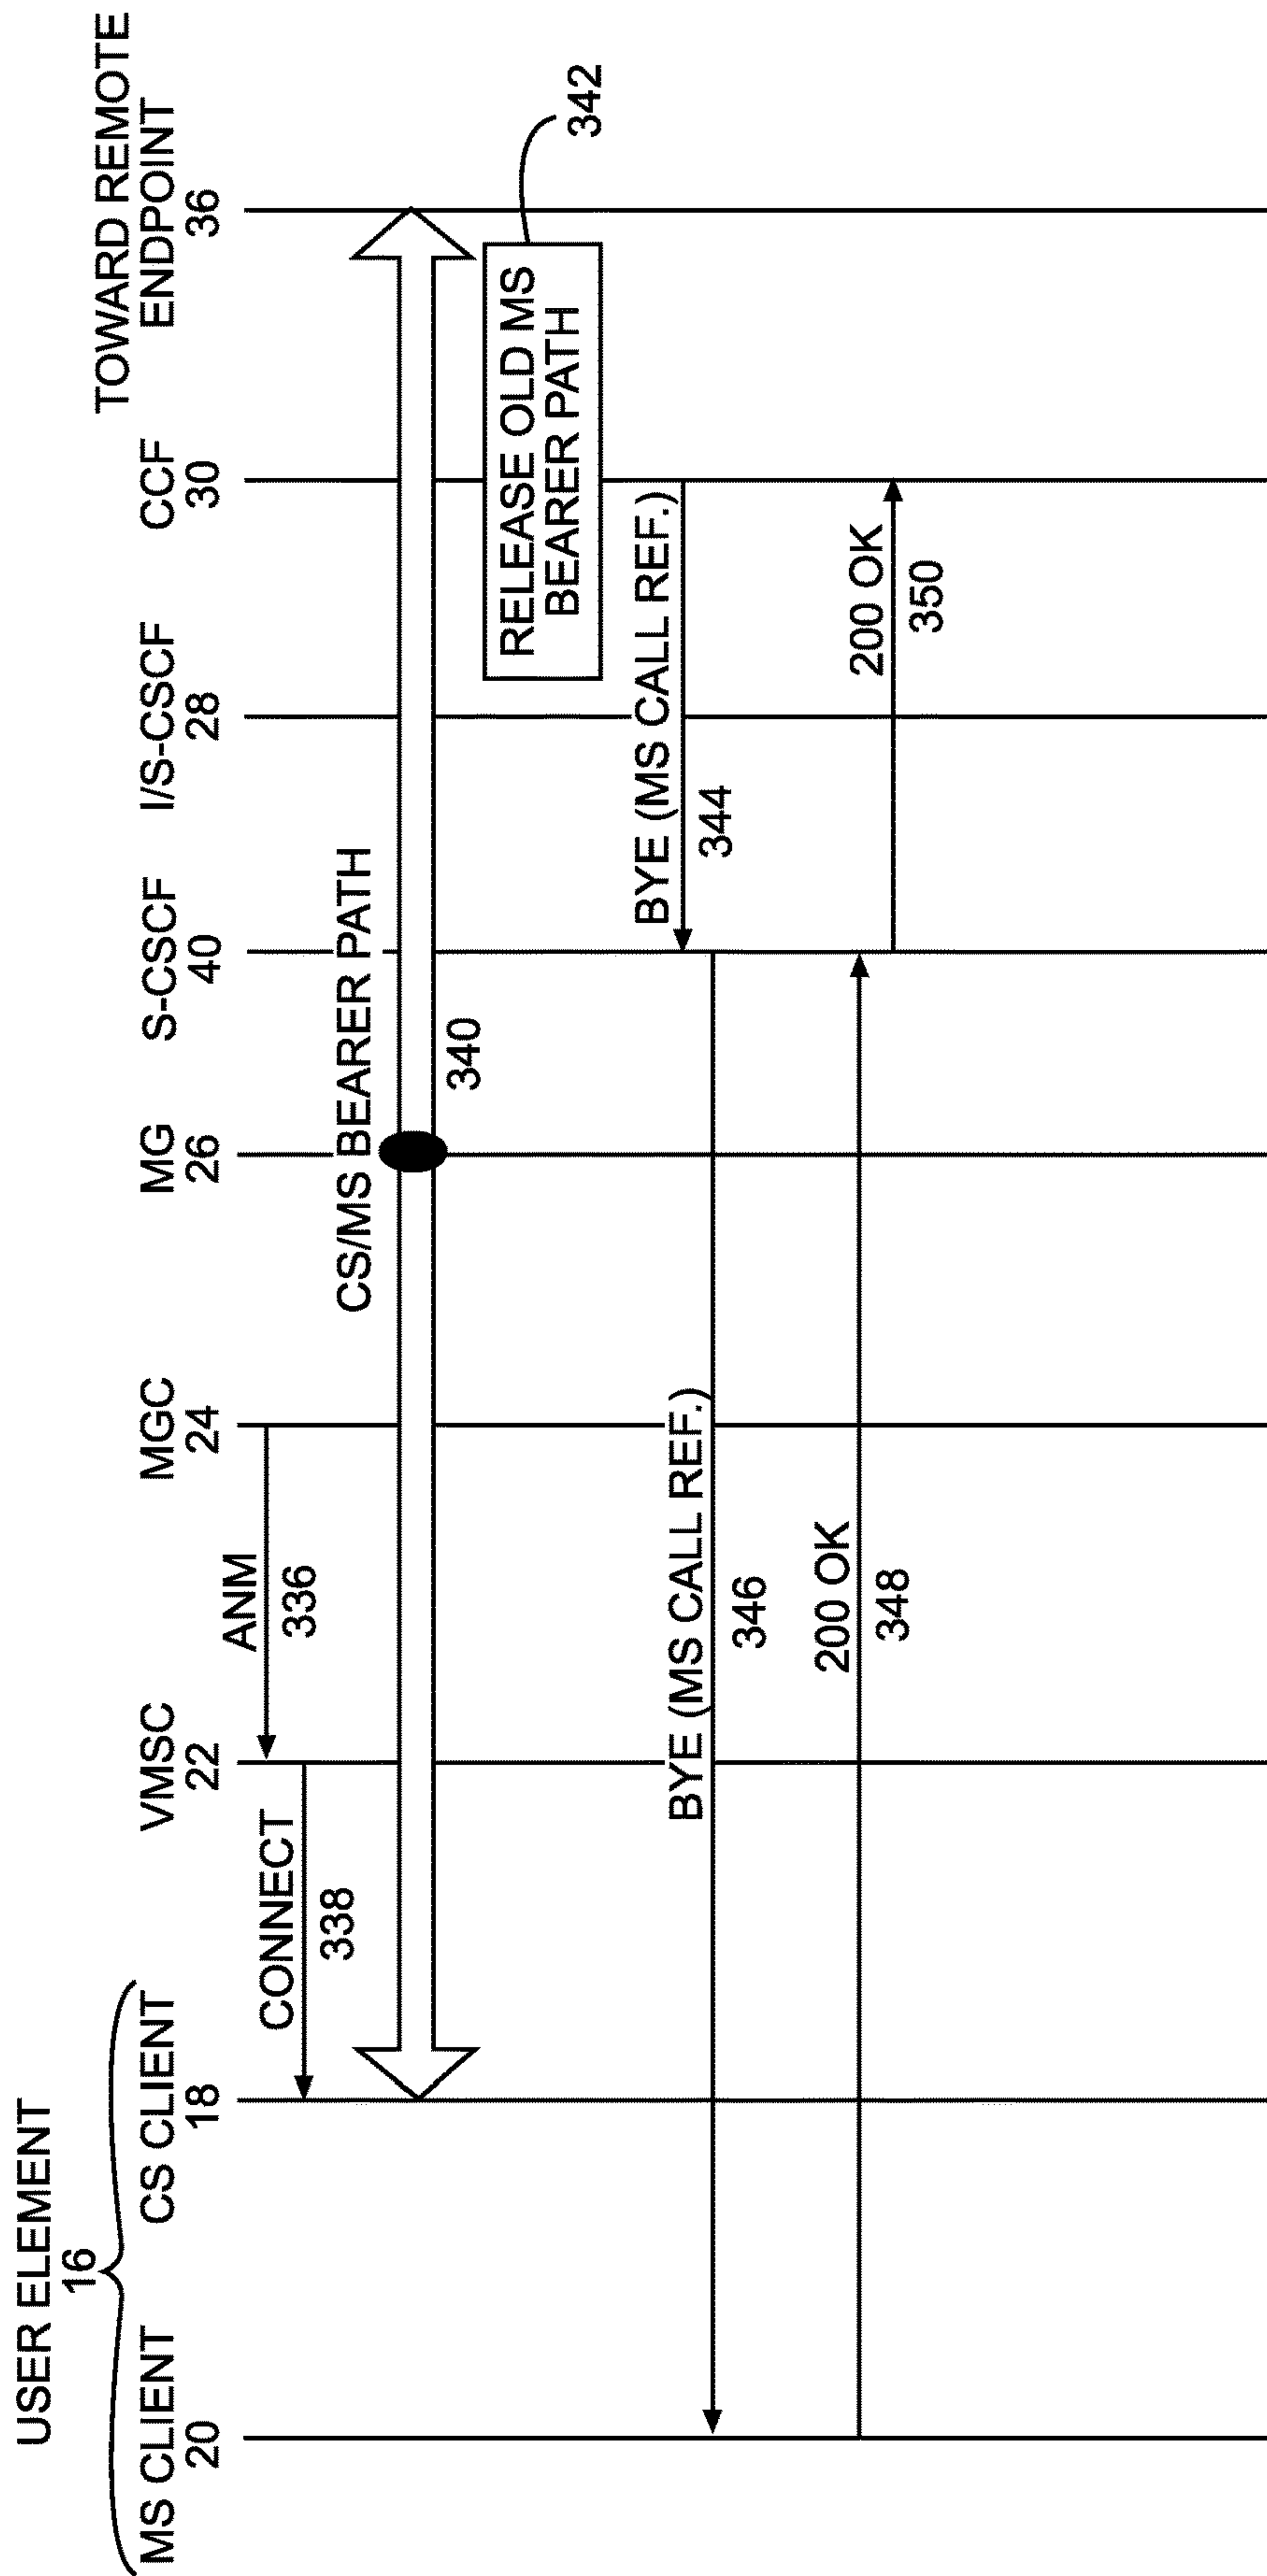 USER ELEMENT
16
MS CLIENT
20
CS CLIENT
18
VMSC
22
MGC
24
MG
26
S-CSCF
40
I/S-CSCF
28
CCF
30
TOWARD REMOTE
ENDPOINT
36
ANM
336
CONNECT
338
CS/MS BEARER PATH
340
RELEASE OLD MS
BEARER PATH
342
BYE (MS CALL REF.)
344
BYE (MS CALL REF.)
346
200 OK
348
200 OK
350